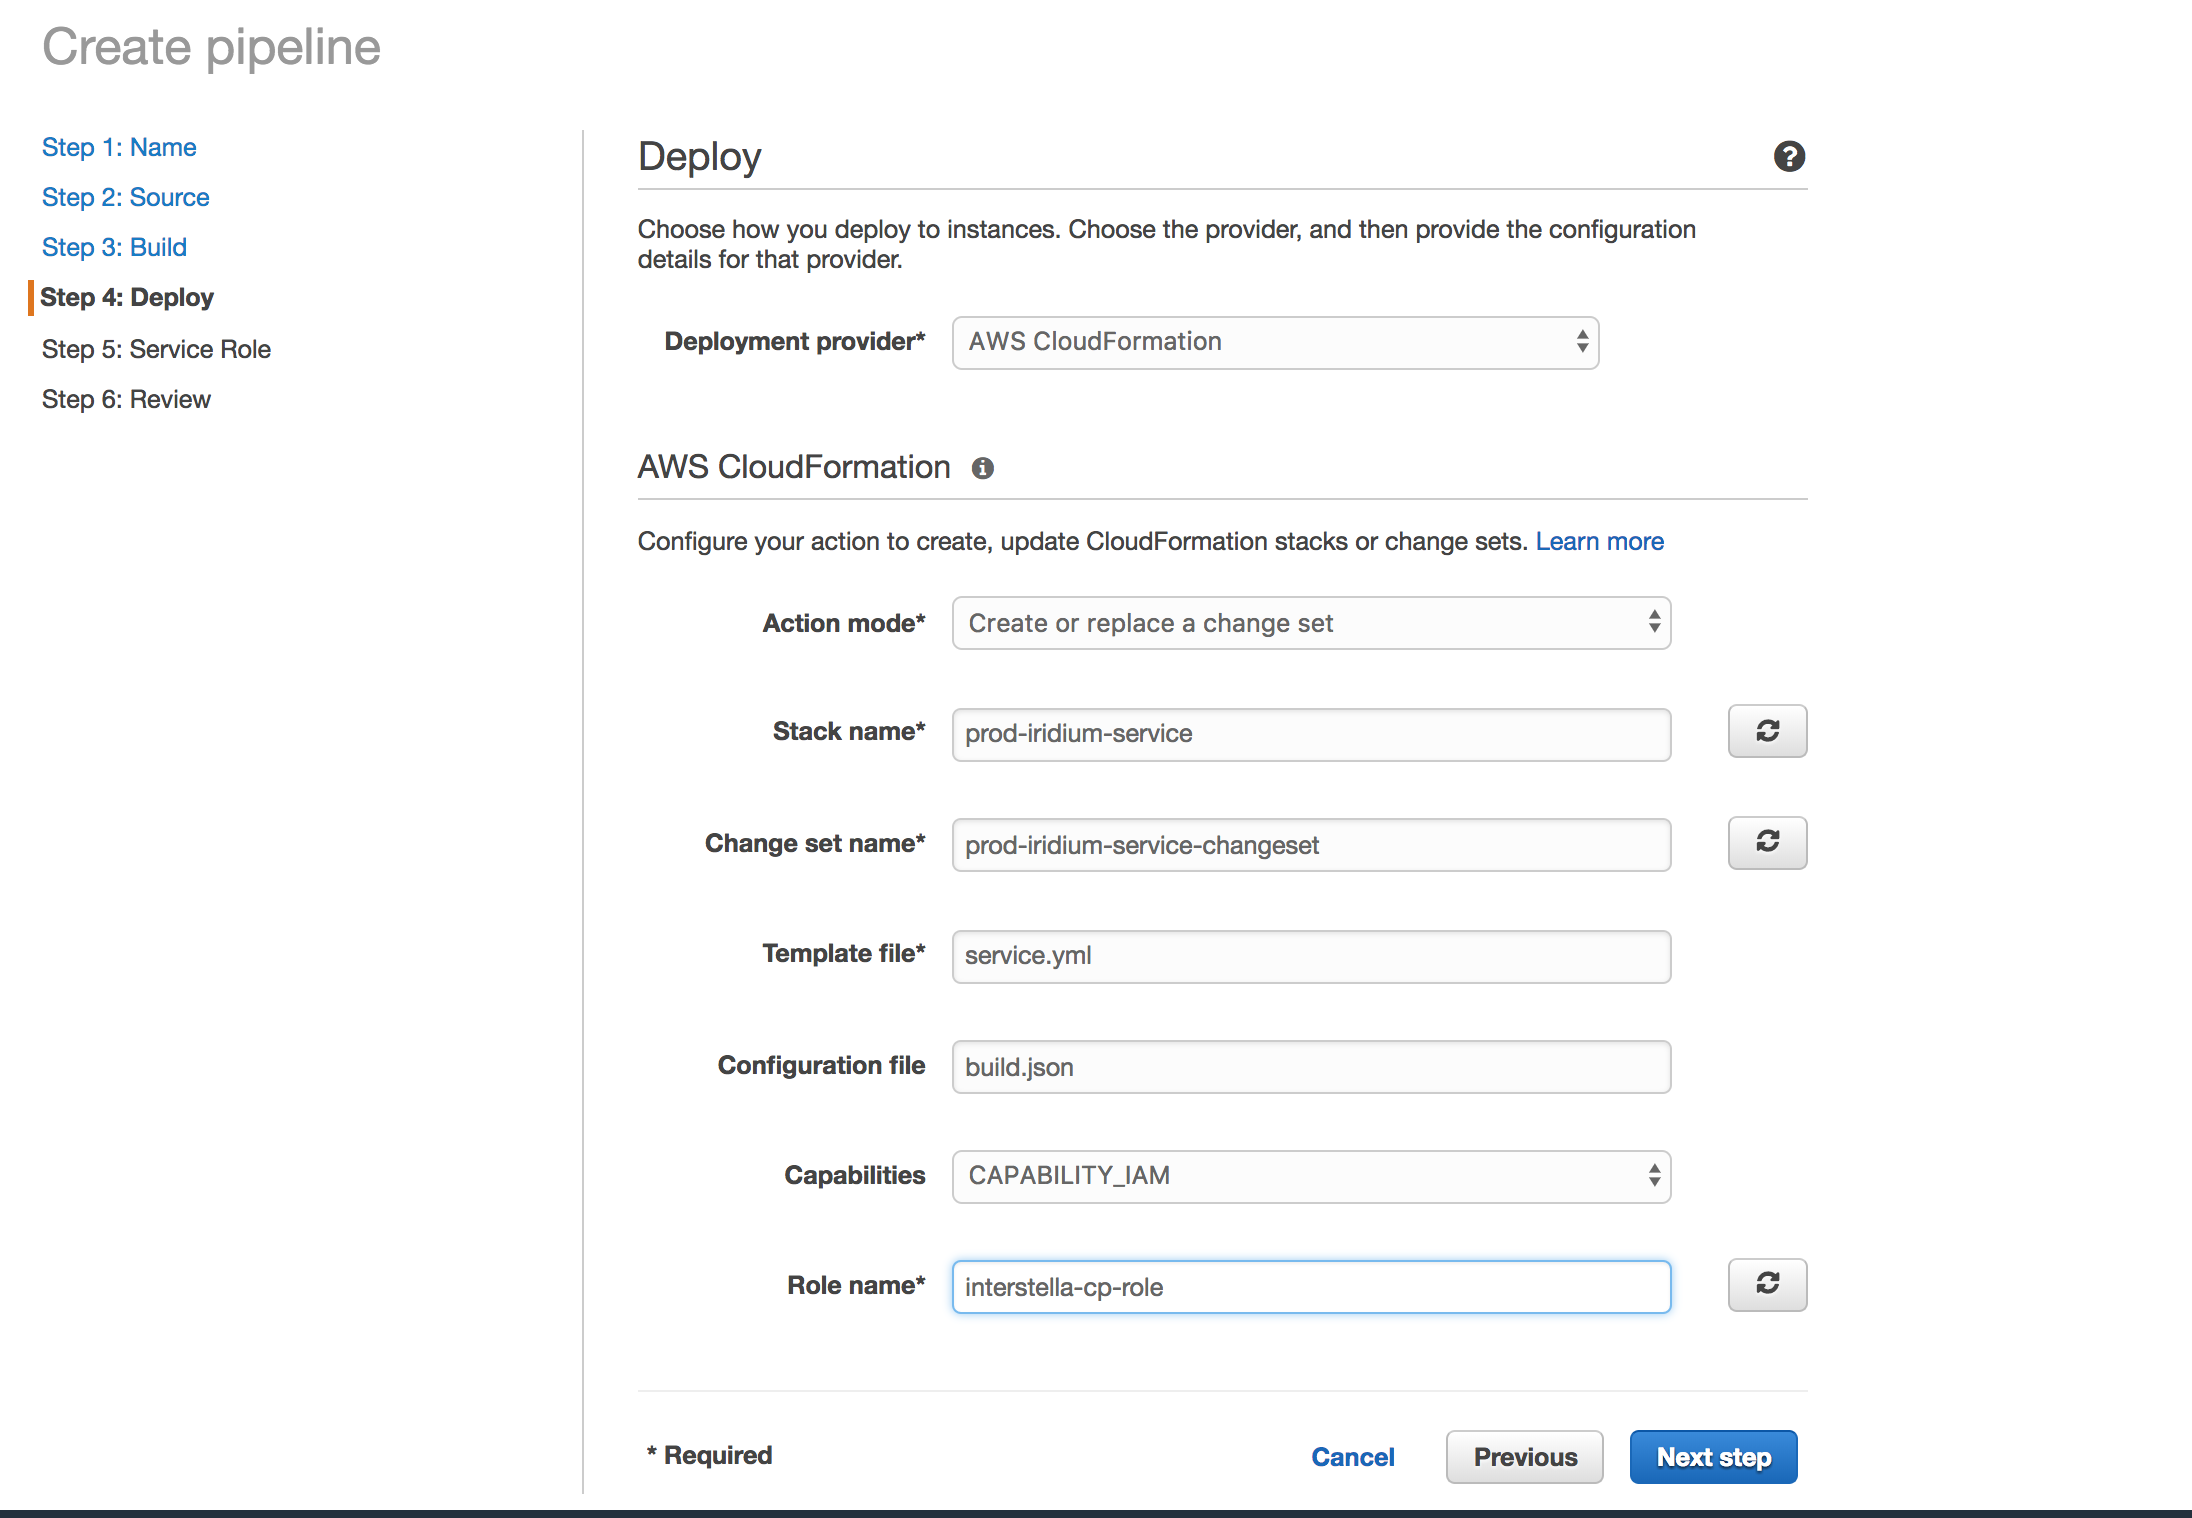 Create pipeline
Step 1: Name
Step 2: Source
Step 3: Build
Step 4: Deploy
Step 5: Service Role
Step 6: Review
Deploy
Choose how you deploy to instances. Choose the provider, and then provide the configuration
details for that provider.
Deployment provider* AWS CloudFormation
AWS CloudFormation
Configure your action to create, update CloudFormation stacks or change sets. Learn more
Action mode* Create or replace a change set
Stack name* prod-iridium-service
Change set name* prod-iridium-service-changeset
Template file* service.yml
Configuration file build.json
Capabilities CAPABILITY_IAM
Role name* interstella-cp-role
* Required Cancel Previous Next step